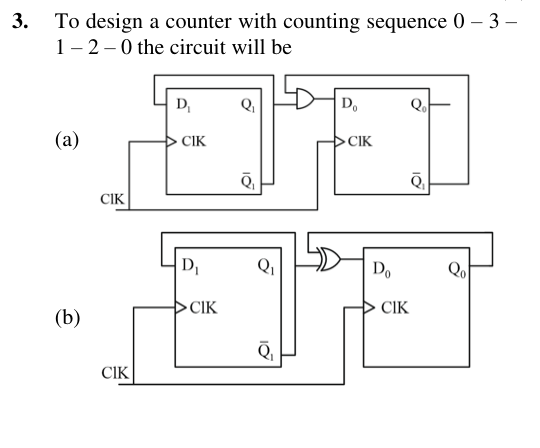 3. To design a counter with counting sequence 0 – 3 –
1 – 2 – 0 the circuit will be
(a)
D₁ Q₁ D₀ Q₀
ClK ClK
Q̄₁ Q̄₁
ClK
(b)
D₁ Q₁ D₀ Q₀
ClK ClK
Q̄₁
ClK